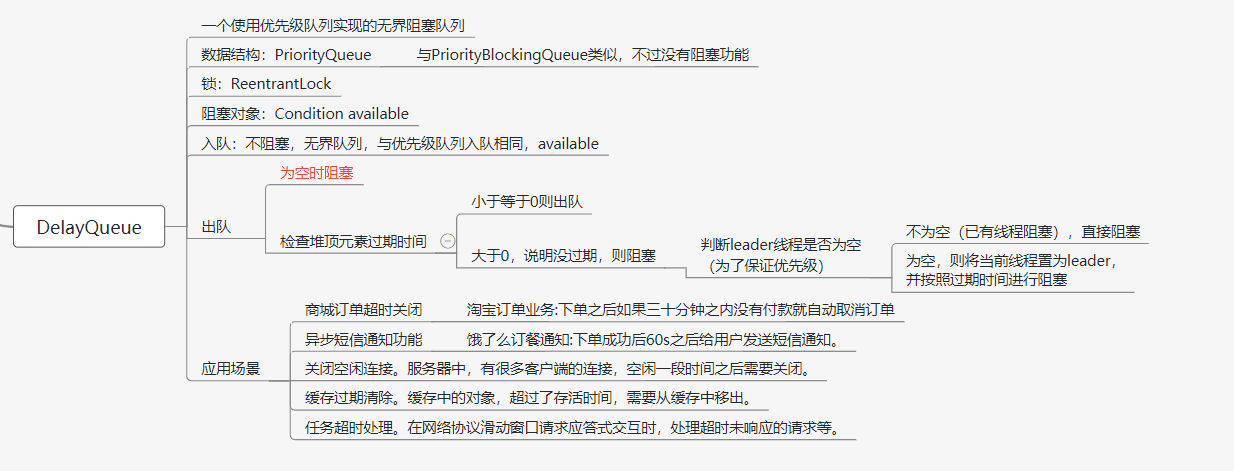 DelayQueue
一个使用优先级队列实现的无界阻塞队列
数据结构：PriorityQueue
与PriorityBlockingQueue类似，不过没有阻塞功能
锁：ReentrantLock
阻塞对象：Condition available
入队：不阻塞，无界队列，与优先级队列入队相同，available
出队
为空时阻塞
检查堆顶元素过期时间
小于等于0则出队
大于0，说明没过期，则阻塞
判断leader线程是否为空
（为了保证优先级）
不为空（已有线程阻塞），直接阻塞
为空，则将当前线程置为leader，
并按照过期时间进行阻塞
应用场景
商城订单超时关闭
淘宝订单业务:下单之后如果三十分钟之内没有付款就自动取消订单
异步短信通知功能
饿了么订餐通知:下单成功后60s之后给用户发送短信通知。
关闭空闲连接。服务器中，有很多客户端的连接，空闲一段时间之后需要关闭。
缓存过期清除。缓存中的对象，超过了存活时间，需要从缓存中移出。
任务超时处理。在网络协议滑动窗口请求应答式交互时，处理超时未响应的请求等。